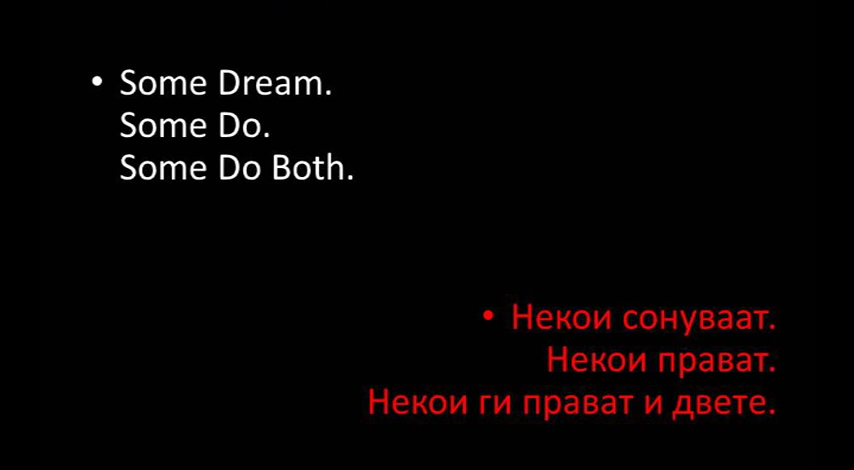 • Some Dream.
Some Do.
Some Do Both.
• Некои сонуваат.
Некои прават.
Некои ги прават и двете.